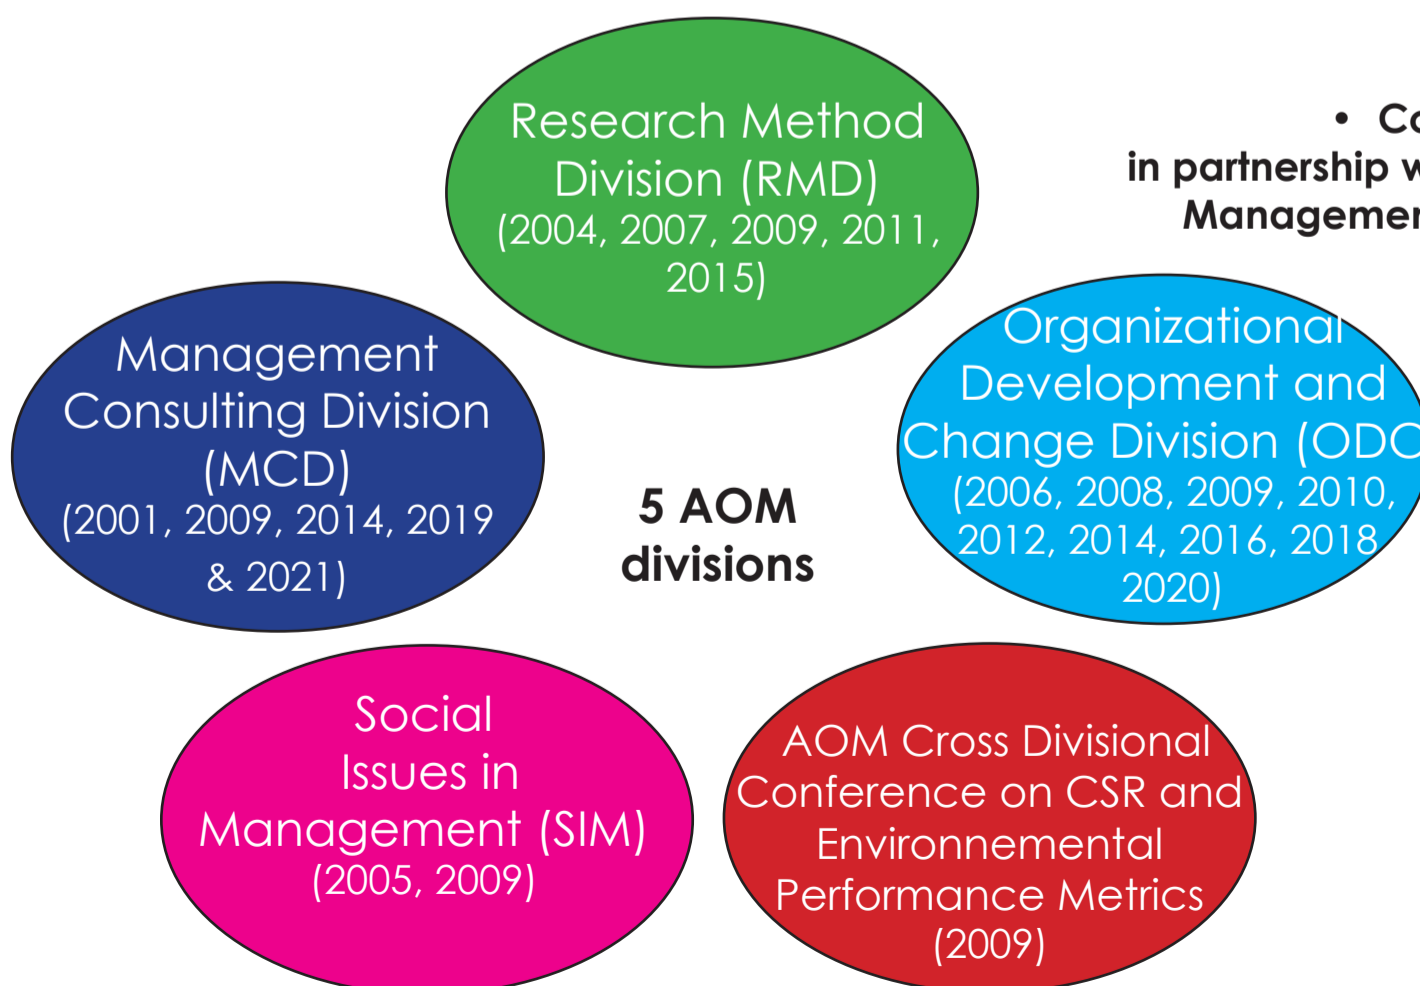 Research Method
Division (RMD)
(2004, 2007, 2009, 2011,
2015)
•
in partnership
Management
Consulting Division
(MCD)
(2001, 2009, 2014, 2019
& 2021)
Organizational
Development and
Change Division (ODC
(2006, 2008, 2009, 2010,
2012, 2014, 2016, 2018
2020)
5 AOM
divisions
Social
Issues in
Management (SIM)
(2005, 2009)
AOM Cross Divisional
Conference on CSR and
Environnemental
Performance Metrics
(2009)